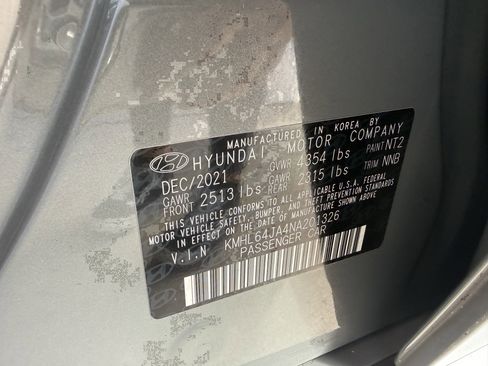 MANUFACTURED IN KOREA BY
HYUNDAI MOTOR COMPANY
DEC/2021 GVWR 4354 lbs PAINT NT2
GAWR FRONT 2513 lbs GAWR REAR 2315 lbs TRIM NNB
THIS VEHICLE CONFORMS TO ALL APPLICABLE U.S.A. FEDERAL
MOTOR VEHICLE SAFETY, BUMPER, AND THEFT PREVENTION
STANDARDS IN EFFECT ON THE DATE OF MANUFACTURE SHOWN ABOVE
V.I.N KMHL64JA4NA201326
PASSENGER CAR